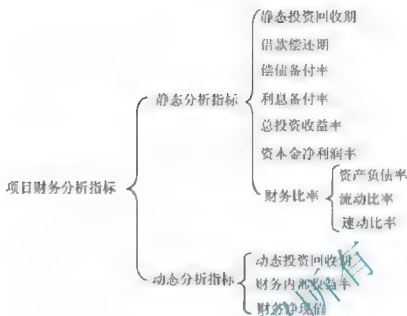 静态投资回收期
借款偿还期
偿债备付率
静态分析指标
利息备付率
总投资收益率
资本金净利润率
项目财务分析指标
财务比率
资产负债率
流动比率
速动比率
动态分析指标
动态投资回收期
财务内部收益率
财务净现值